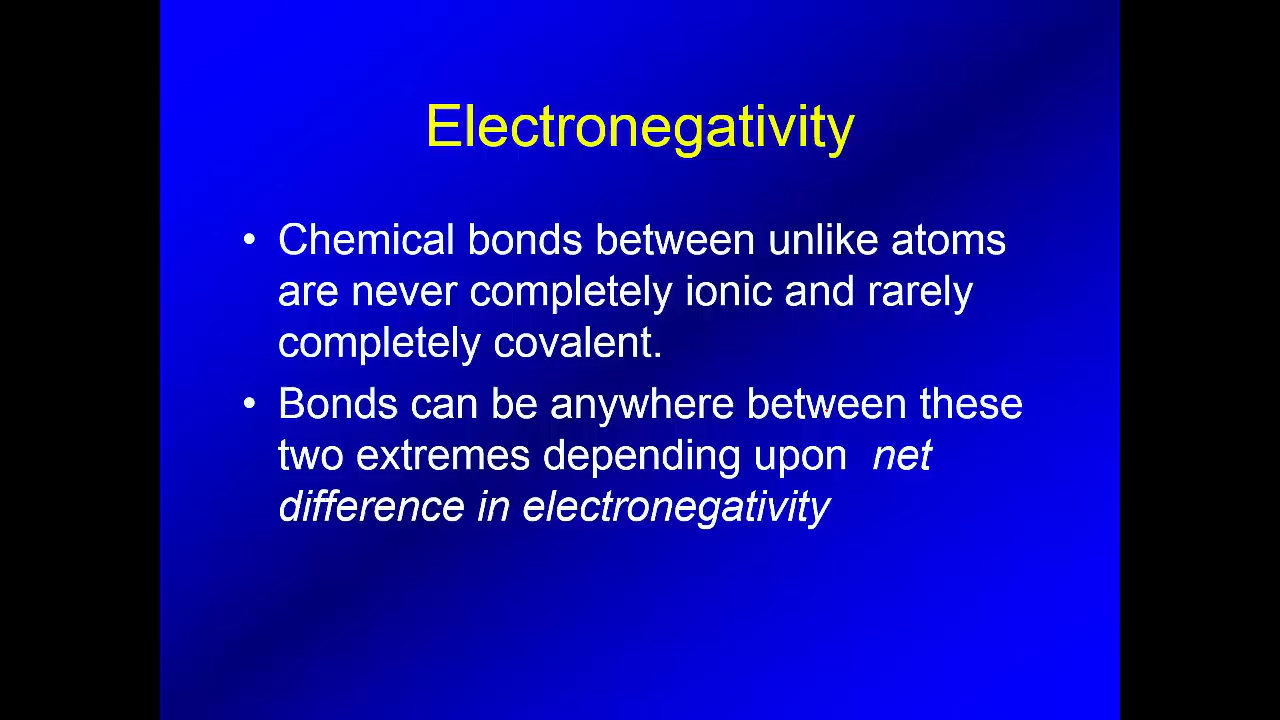 Electronegativity
• Chemical bonds between unlike atoms
are never completely ionic and rarely
completely covalent.
• Bonds can be anywhere between these
two extremes depending upon  net
difference in electronegativity